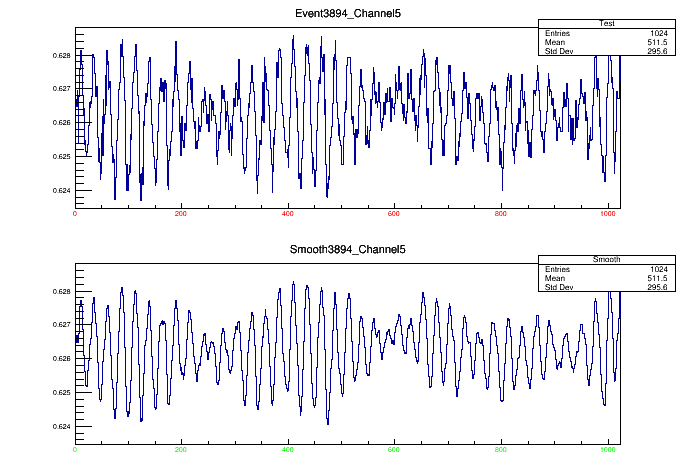 Event3894_Channel5
Test
Entries 1024
Mean 511.5
Std Dev 295.6
0.628
0.627
0.626
0.625
0.624
0 200 400 600 800 1000
Smooth3894_Channel5
Smooth
Entries 1024
Mean 511.5
Std Dev 295.6
0.628
0.627
0.626
0.625
0.624
0 200 400 600 800 1000